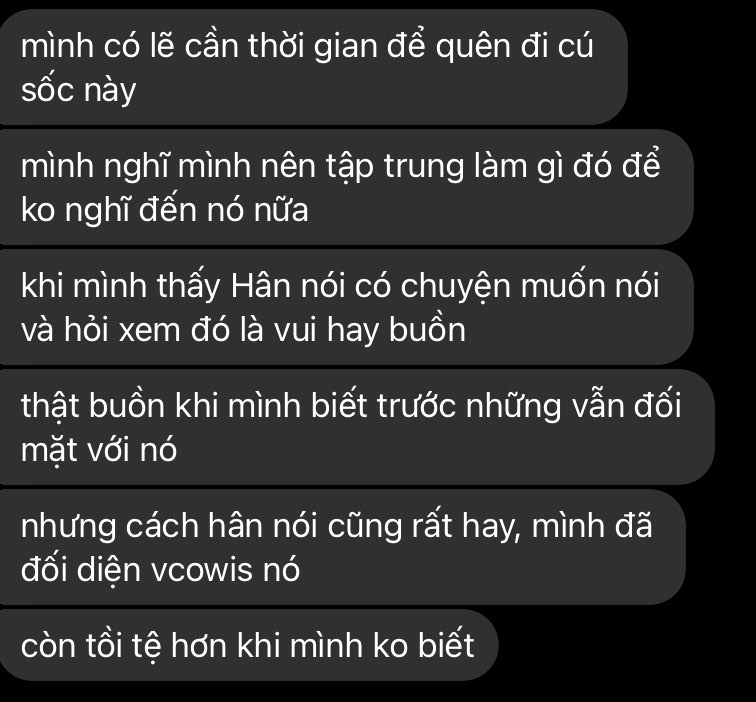 mình có lẽ cần thời gian để quên đi cú
sốc này
mình nghĩ mình nên tập trung làm gì đó để
ko nghĩ đến nó nữa
khi mình thấy Hân nói có chuyện muốn nói
và hỏi xem đó là vui hay buồn
thật buồn khi mình biết trước những vẫn đối
mặt với nó
nhưng cách hân nói cũng rất hay, mình đã
đối diện vcowis nó
còn tồi tệ hơn khi mình ko biết